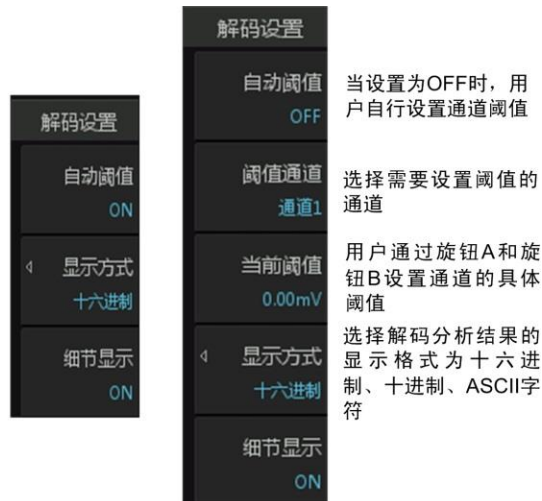 解码设置
自动阈值
ON
显示方式
十六进制
细节显示
ON
解码设置
自动阈值
OFF
阈值通道
通道1
当前阈值
0.00mV
显示方式
十六进制
细节显示
ON
当设置为OFF时，用
户自行设置通道阈值
选择需要设置阈值的
通道
用户通过旋钮A和旋
钮B设置通道的具体
阈值
选择解码分析结果的
显示格式为十六进
制、十进制、ASCII字
符